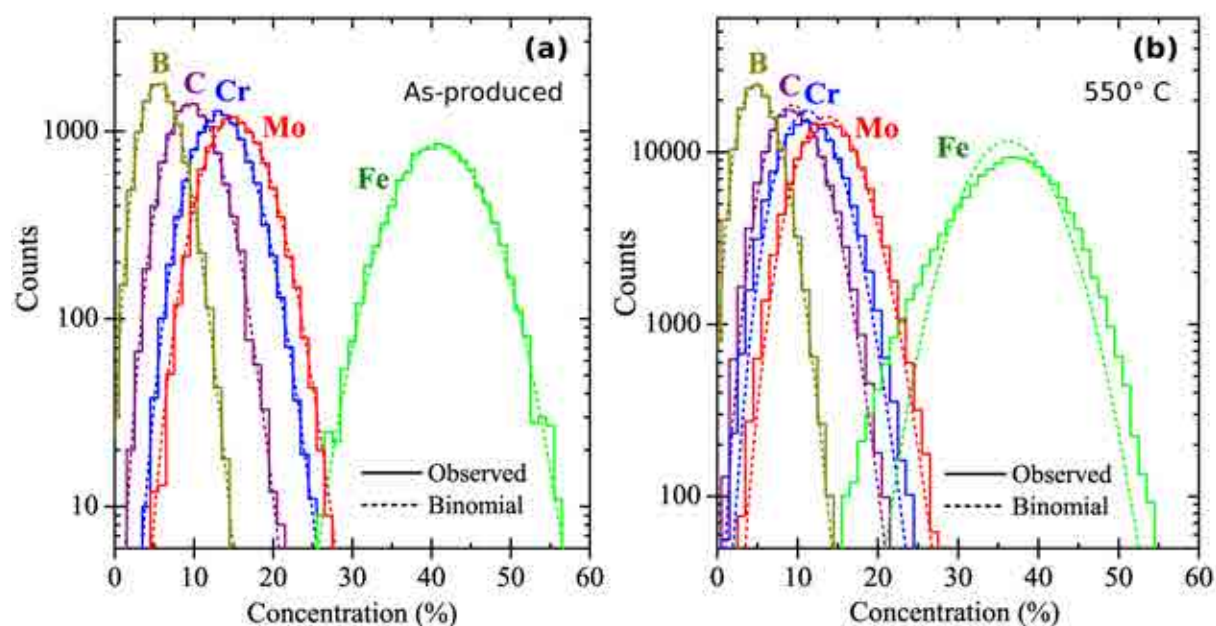 (a)
As-produced
B
C
Cr
Mo
Fe
Counts
1000
100
10
Observed
Binomial
0 10 20 30 40 50 60
Concentration (%)
(b)
550° C
B
C
Cr
Mo
Fe
Counts
10000
1000
100
Observed
Binomial
0 10 20 30 40 50 60
Concentration (%)